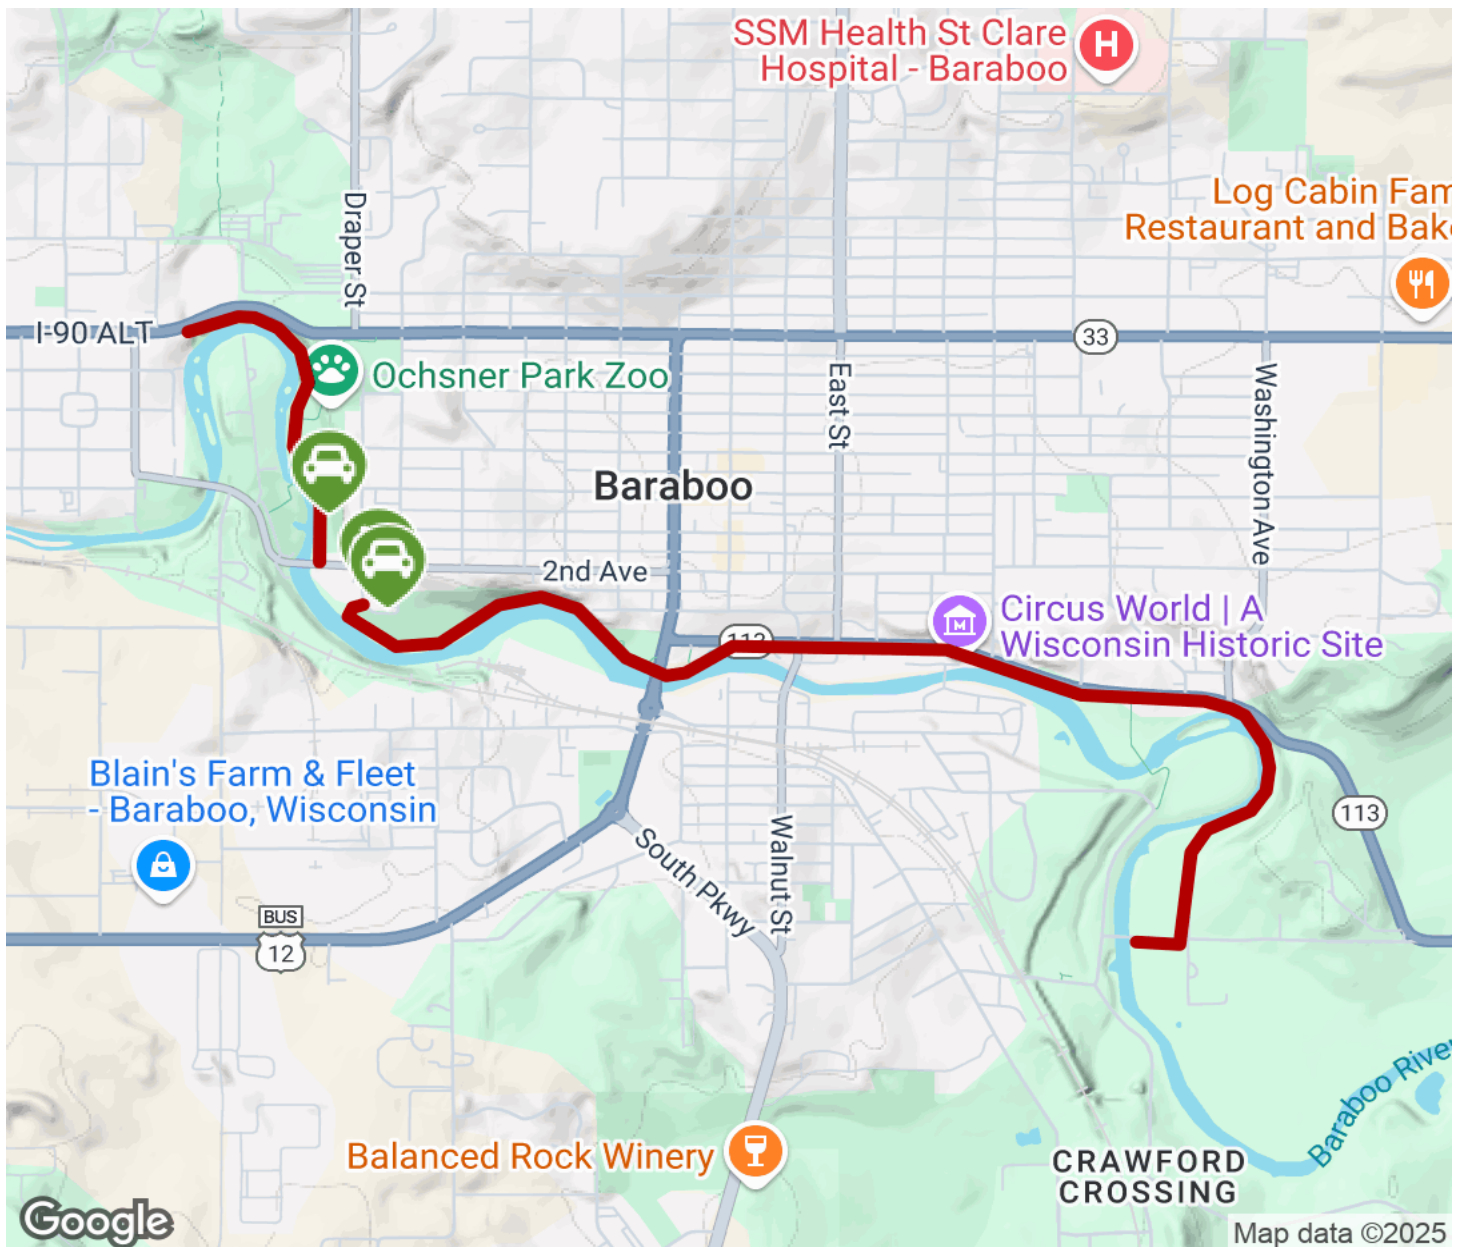 SSM Health St Clare
Hospital - Baraboo
H
Log Cabin Fam
Restaurant and Bak
Draper St
I-90 ALT
33
Ochsner Park Zoo
East St
Washington Ave
Baraboo
2nd Ave
113
Circus World | A
Wisconsin Historic Site
M
Blain's Farm & Fleet
- Baraboo, Wisconsin
113
South Pkwy
Walnut St
BUS
12
Baraboo River
Balanced Rock Winery
CRAWFORD
CROSSING
Google
Map data ©2025